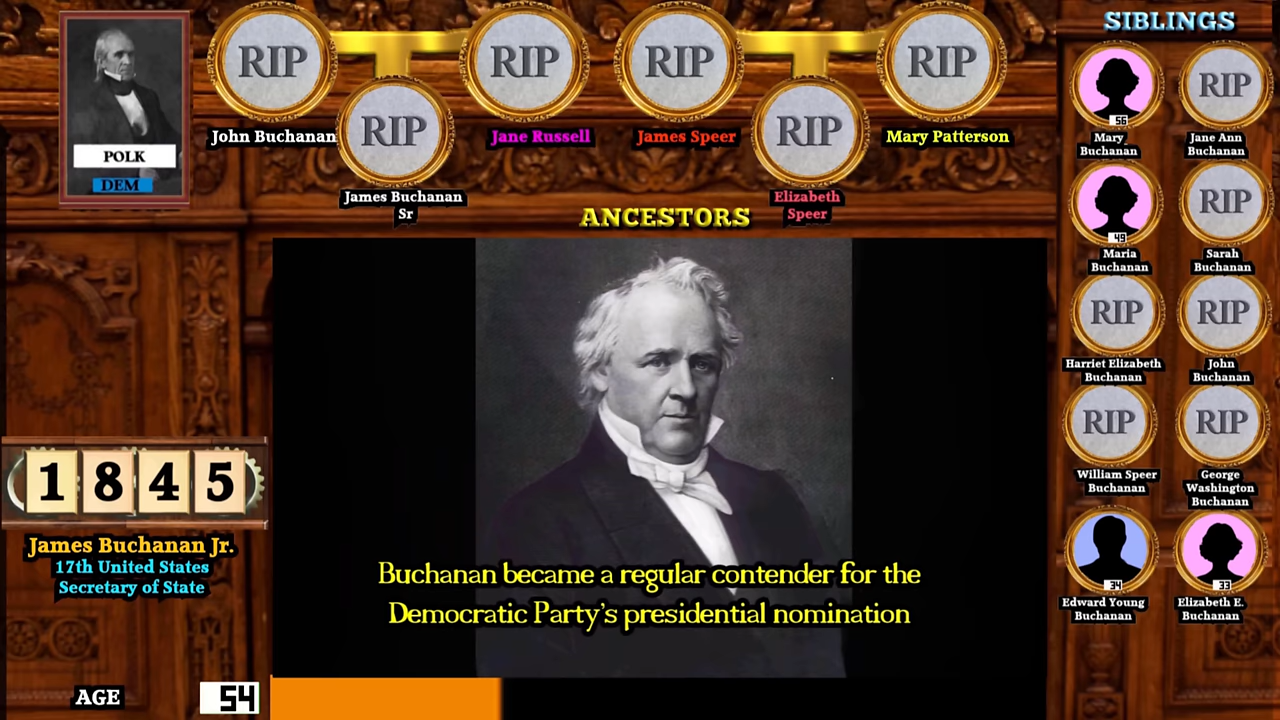 POLK
DEM
RIP
John Buchanan
RIP
James Buchanan
Sr
RIP
Jane Russell
RIP
James Speer
RIP
Elizabeth
Speer
RIP
Mary Patterson
ANCESTORS
SIBLINGS
56
Mary
Buchanan
RIP
Jane Ann
Buchanan
49
Maria
Buchanan
RIP
Sarah
Buchanan
RIP
Harriet Elizabeth
Buchanan
RIP
John
Buchanan
RIP
William Speer
Buchanan
RIP
George
Washington
Buchanan
34
Edward Young
Buchanan
33
Elizabeth E.
Buchanan
1845
James Buchanan Jr.
17th United States
Secretary of State
AGE 54
Buchanan became a regular contender for the
Democratic Party's presidential nomination